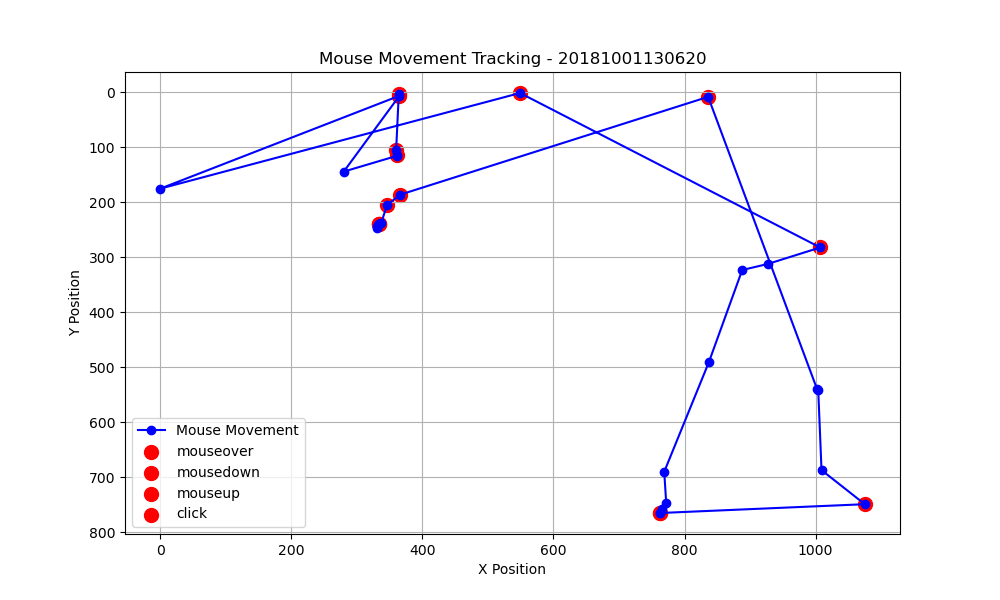 Mouse Movement Tracking - 20181001130620
0
100
200
300
400
500
600
700
800
Y Position
Mouse Movement
mouseover
mousedown
mouseup
click
0 200 400 600 800 1000
X Position